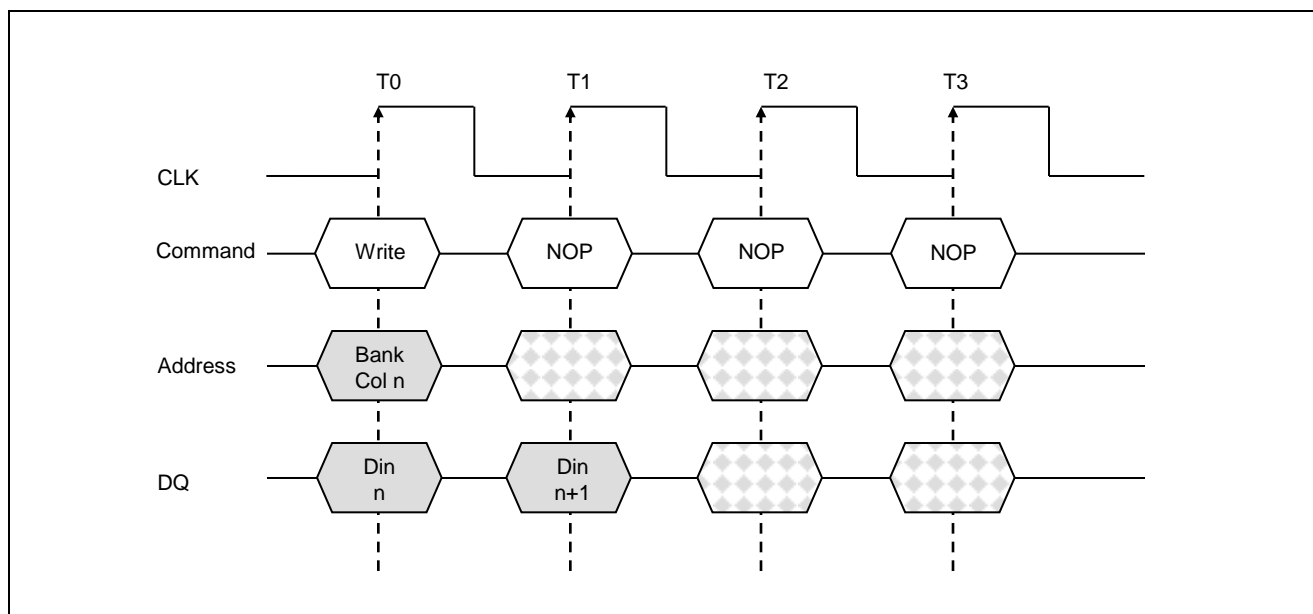 T0 T1 T2 T3
CLK
Command Write NOP NOP NOP
Address Bank
Col n
DQ Din Din
n n+1